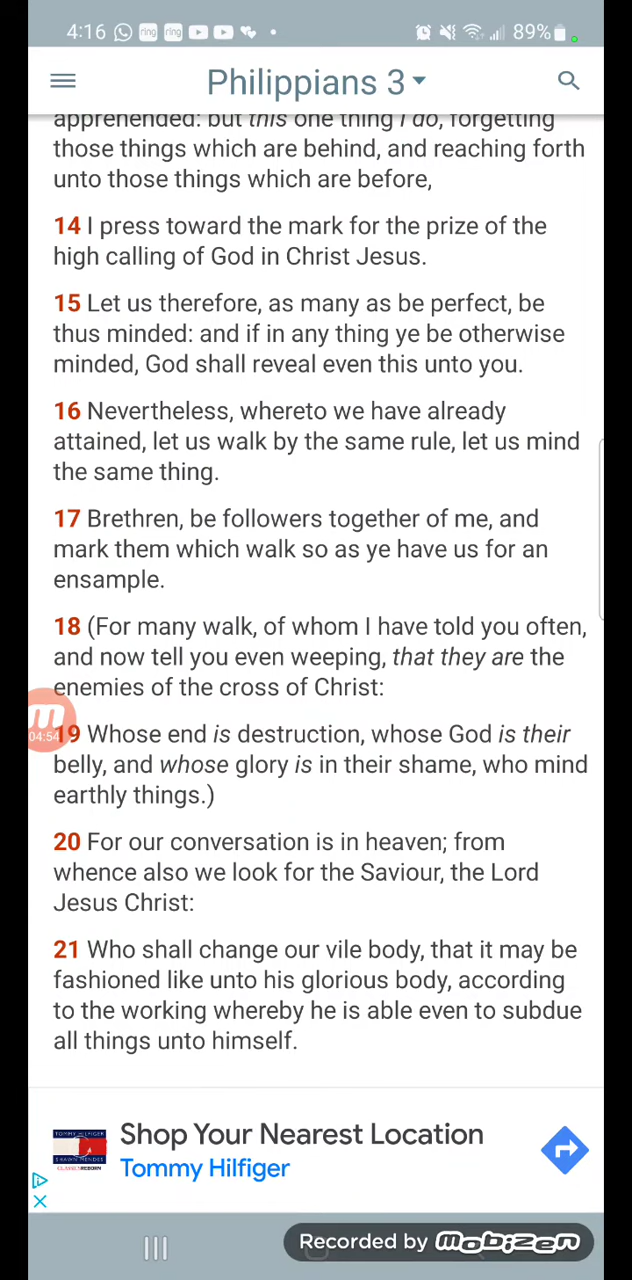 4:16 ring ring 89%
Philippians 3
apprehended: but this one thing I do, forgetting
those things which are behind, and reaching forth
unto those things which are before,
14 I press toward the mark for the prize of the
high calling of God in Christ Jesus.
15 Let us therefore, as many as be perfect, be
thus minded: and if in any thing ye be otherwise
minded, God shall reveal even this unto you.
16 Nevertheless, whereto we have already
attained, let us walk by the same rule, let us mind
the same thing.
17 Brethren, be followers together of me, and
mark them which walk so as ye have us for an
ensample.
18 (For many walk, of whom I have told you often,
and now tell you even weeping, that they are the
enemies of the cross of Christ:
19 Whose end is destruction, whose God is their
04:54
belly, and whose glory is in their shame, who mind
earthly things.)
20 For our conversation is in heaven; from
whence also we look for the Saviour, the Lord
Jesus Christ:
21 Who shall change our vile body, that it may be
fashioned like unto his glorious body, according
to the working whereby he is able even to subdue
all things unto himself.
TOMMY HILFIGER
SHAWN MENDES
CLASSICS REBORN
Shop Your Nearest Location
Tommy Hilfiger
Recorded by mobizen